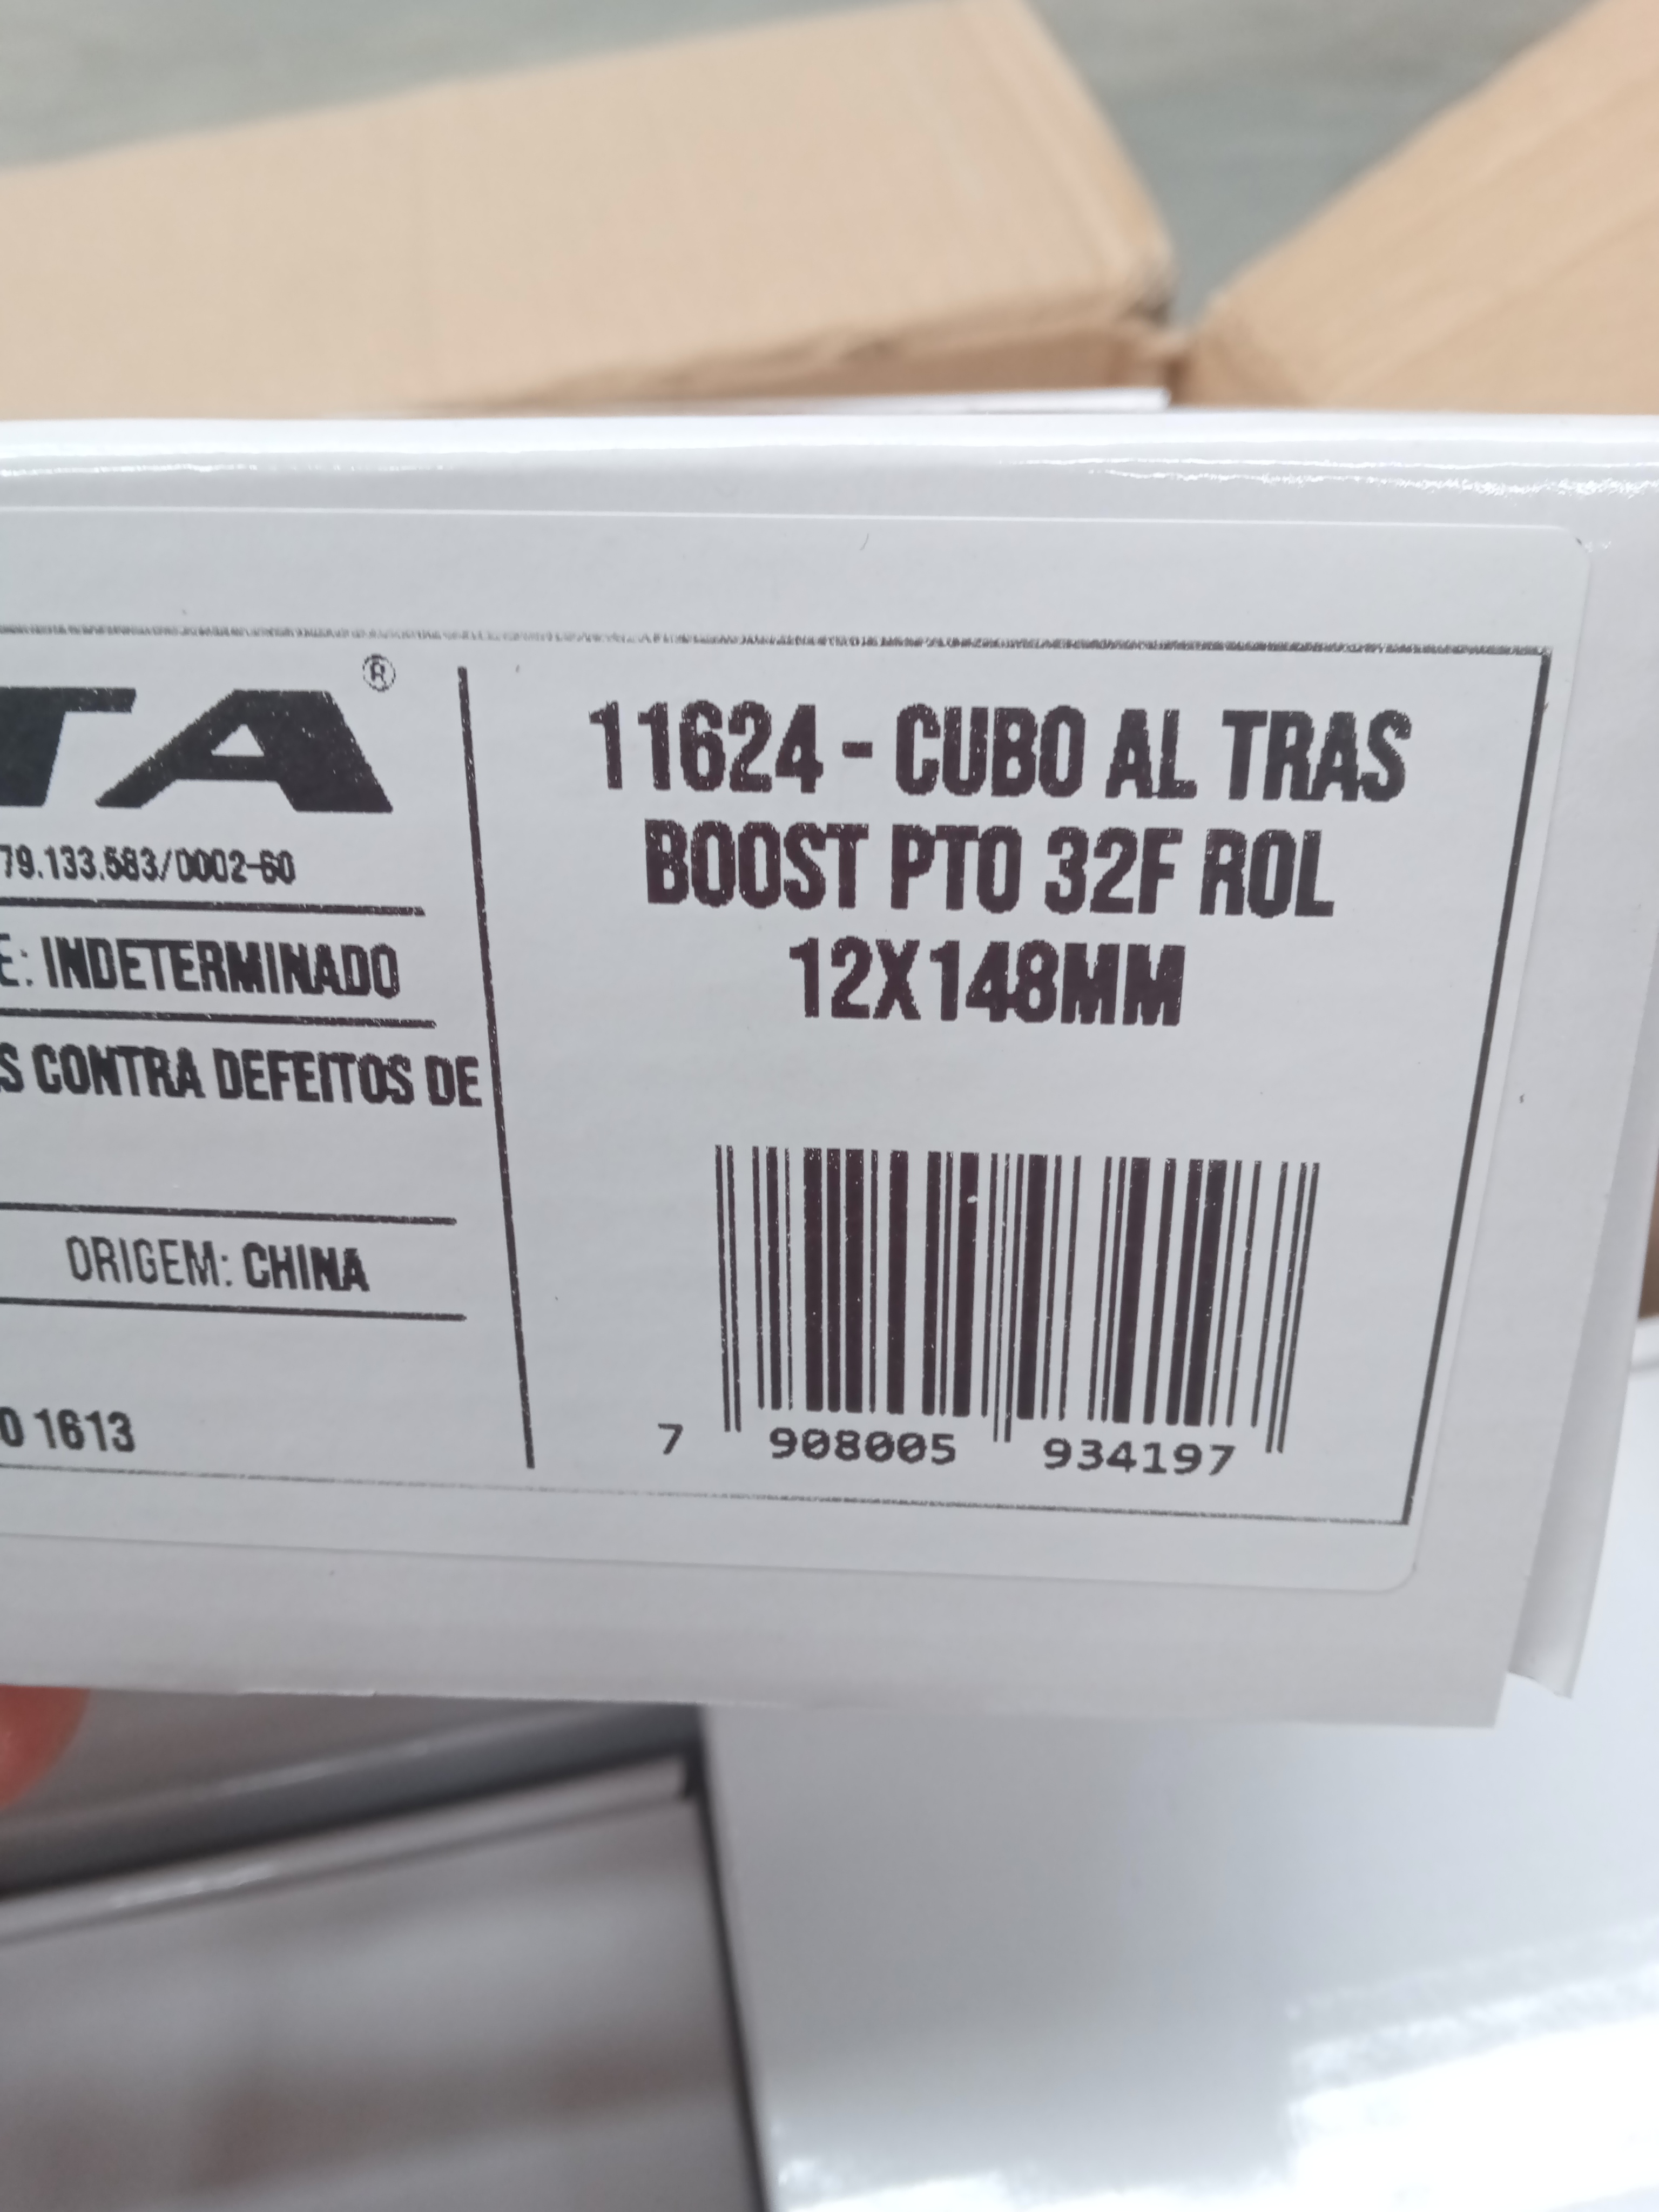 TA®
79.133.583/0002-60
E: INDETERMINADO
S CONTRA DEFEITOS DE
ORIGEM: CHINA
0 1613
11624 - CUBO AL TRAS
BOOST PTO 32F ROL
12X148MM
7 908005 934197